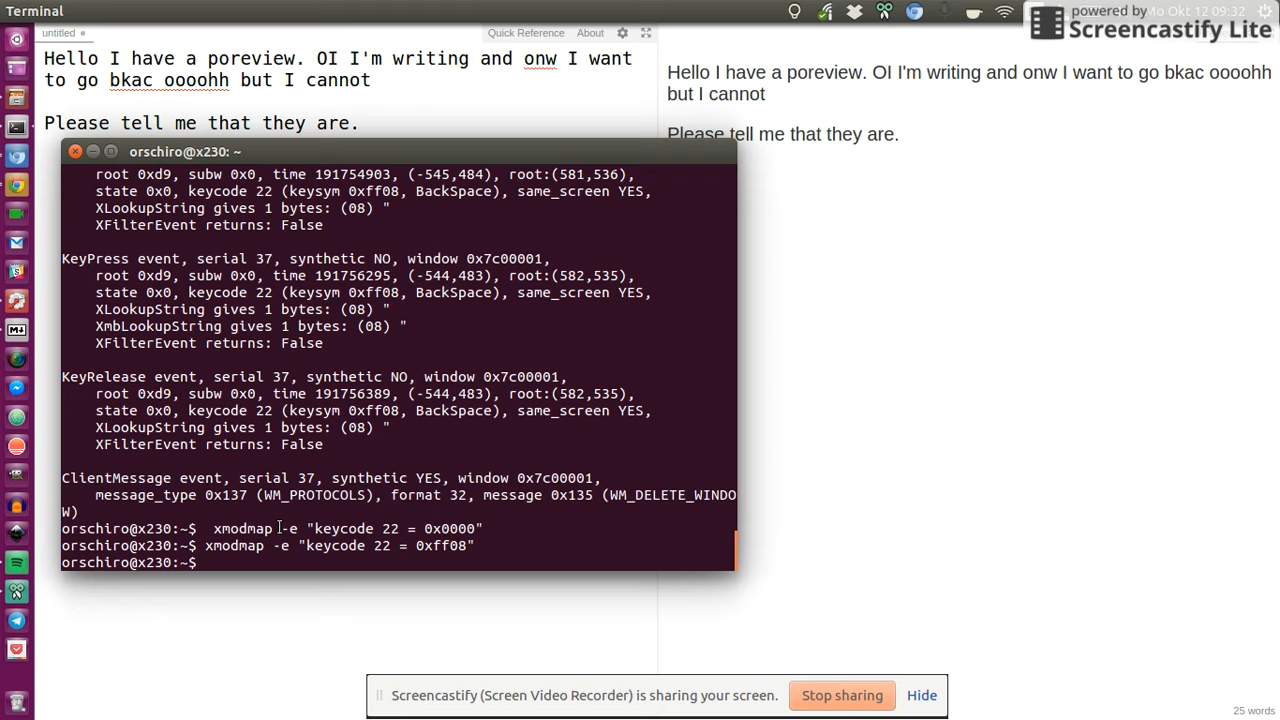 Terminal
Mo Okt 12 09:32
powered by
Screencastify Lite
untitled
Quick Reference About
Hello I have a poreview. OI I'm writing and onw I want
to go bkac oooohh but I cannot
Please tell me that they are.
Hello I have a poreview. OI I'm writing and onw I want to go bkac oooohh
but I cannot
Please tell me that they are.
orschiro@x230: ~
root 0xd9, subw 0x0, time 191754903, (-545,484), root:(581,536),
state 0x0, keycode 22 (keysym 0xff08, BackSpace), same_screen YES,
XLookupString gives 1 bytes: (08) "
XFilterEvent returns: False
KeyPress event, serial 37, synthetic NO, window 0x7c00001,
root 0xd9, subw 0x0, time 191756295, (-544,483), root:(582,535),
state 0x0, keycode 22 (keysym 0xff08, BackSpace), same_screen YES,
XLookupString gives 1 bytes: (08) "
XmbLookupString gives 1 bytes: (08) "
XFilterEvent returns: False
KeyRelease event, serial 37, synthetic NO, window 0x7c00001,
root 0xd9, subw 0x0, time 191756389, (-544,483), root:(582,535),
state 0x0, keycode 22 (keysym 0xff08, BackSpace), same_screen YES,
XLookupString gives 1 bytes: (08) "
XFilterEvent returns: False
ClientMessage event, serial 37, synthetic YES, window 0x7c00001,
message_type 0x137 (WM_PROTOCOLS), format 32, message 0x135 (WM_DELETE_WINDO
W)
orschiro@x230:~$  xmodmap -e "keycode 22 = 0x0000"
orschiro@x230:~$ xmodmap -e "keycode 22 = 0xff08"
orschiro@x230:~$
Screencastify (Screen Video Recorder) is sharing your screen. Stop sharing Hide
25 words